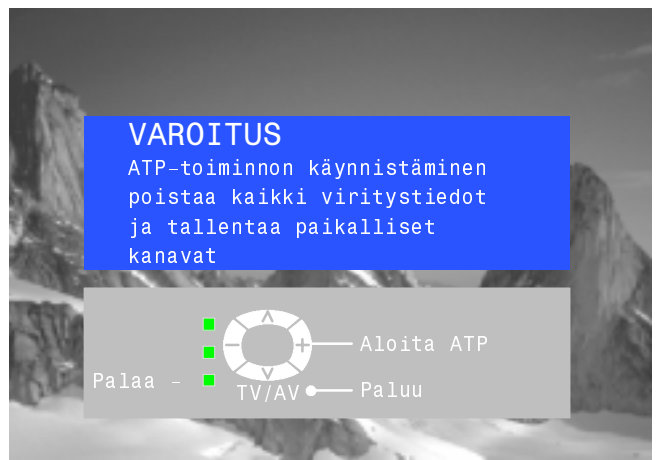 VAROITUS
ATP-toiminnon käynnistäminen
poistaa kaikki viritystiedot
ja tallentaa paikalliset
kanavat
Aloita ATP
Palaa -
TV/AV
Paluu